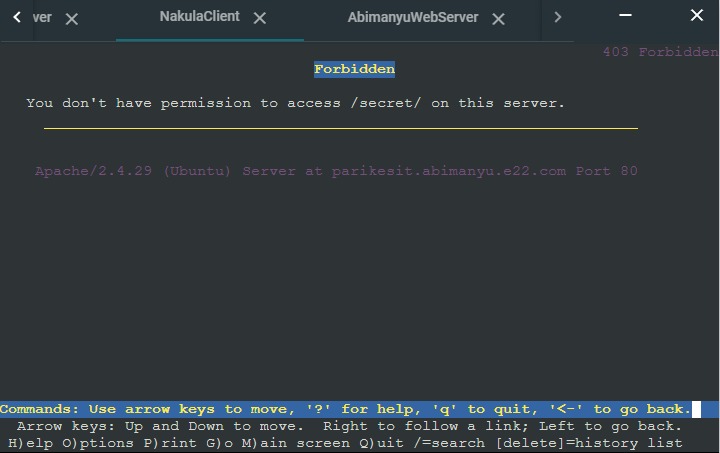 ver NakulaClient AbimanyuWebServer
403 Forbidden
Forbidden
You don't have permission to access /secret/ on this server.
Apache/2.4.29 (Ubuntu) Server at parikesit.abimanyu.e22.com Port 80
Commands: Use arrow keys to move, '?' for help, 'q' to quit, '<-' to go back.
Arrow keys: Up and Down to move. Right to follow a link; Left to go back.
H)elp O)ptions P)rint G)o M)ain screen Q)uit /=search [delete]=history list